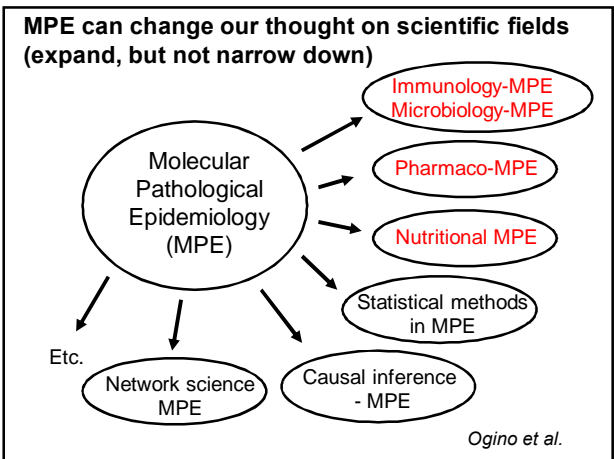 MPE can change our thought on scientific fields
(expand, but not narrow down)
Immunology-MPE
Microbiology-MPE
Molecular
Pathological
Epidemiology
(MPE)
Pharmaco-MPE
Nutritional MPE
Statistical methods
in MPE
Etc.
Network science
MPE
Causal inference
- MPE
Ogino et al.